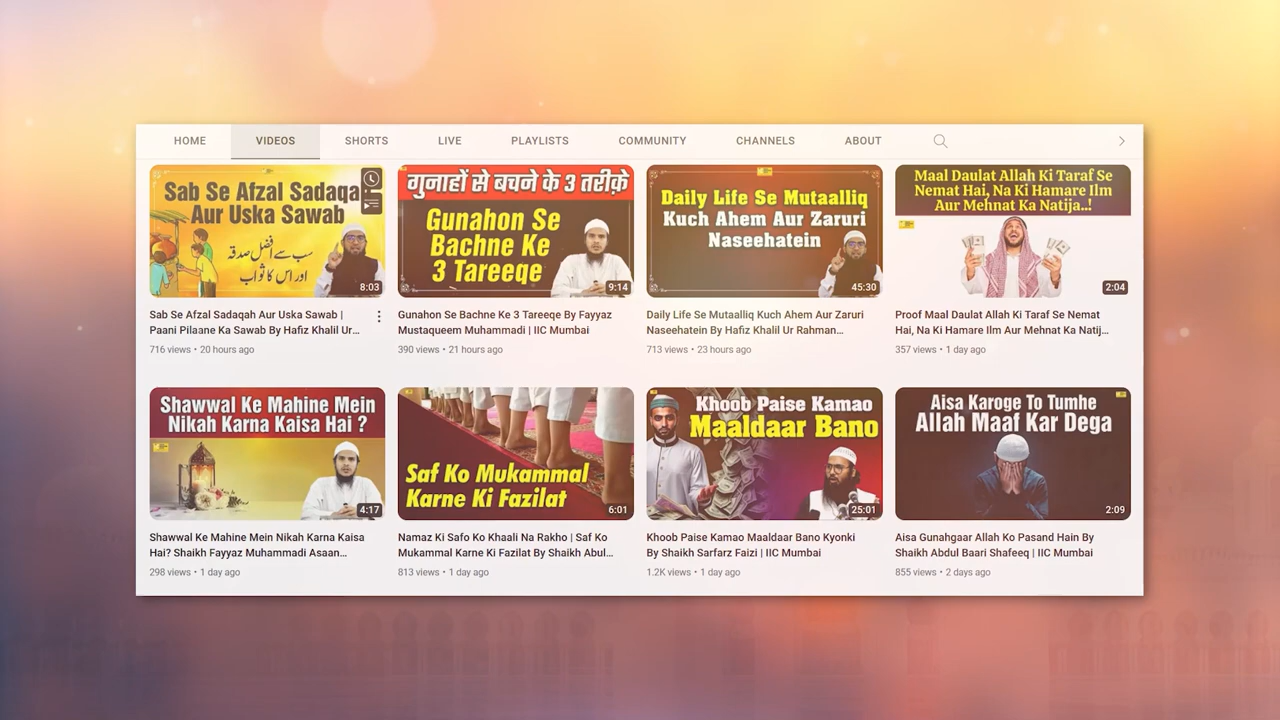 HOME
VIDEOS
SHORTS
LIVE
PLAYLISTS
COMMUNITY
CHANNELS
ABOUT
Sab Se Afzal Sadaqa
Aur Uska Sawab
سب سے افضل صدقہ
اور اس کا ثواب
8:03
Sab Se Afzal Sadaqah Aur Uska Sawab |
Paani Pilaane Ka Sawab By Hafiz Khalil Ur...
716 views • 20 hours ago
गुनाहों से बचने के 3 तरीक़े
Gunahon Se
Bachne Ke
3 Tareeqe
9:14
Gunahon Se Bachne Ke 3 Tareeqe By Fayyaz
Mustaqeem Muhammadi | IIC Mumbai
390 views • 21 hours ago
Daily Life Se Mutaalliq
Kuch Ahem Aur Zaruri
Naseehatein
45:30
Daily Life Se Mutaalliq Kuch Ahem Aur Zaruri
Naseehatein By Hafiz Khalil Ur Rahman...
713 views • 23 hours ago
Maal Daulat Allah Ki Taraf Se
Nemat Hai, Na Ki Hamare Ilm
Aur Mehnat Ka Natija..!
2:04
Proof Maal Daulat Allah Ki Taraf Se Nemat
Hai, Na Ki Hamare Ilm Aur Mehnat Ka Natij...
357 views • 1 day ago
Shawwal Ke Mahine Mein
Nikah Karna Kaisa Hai ?
4:17
Shawwal Ke Mahine Mein Nikah Karna Kaisa
Hai? Shaikh Fayyaz Muhammadi Asaan...
298 views • 1 day ago
Saf Ko Mukammal
Karne Ki Fazilat
6:01
Namaz Ki Safo Ko Khaali Na Rakho | Saf Ko
Mukammal Karne Ki Fazilat By Shaikh Abul...
813 views • 1 day ago
Khoob Paise Kamao
Maaldaar Bano
25:01
Khoob Paise Kamao Maaldaar Bano Kyonki
By Shaikh Sarfarz Faizi | IIC Mumbai
1.2K views • 1 day ago
Aisa Karoge To Tumhe
Allah Maaf Kar Dega
2:09
Aisa Gunahgaar Allah Ko Pasand Hain By
Shaikh Abdul Baari Shafeeq | IIC Mumbai
855 views • 2 days ago